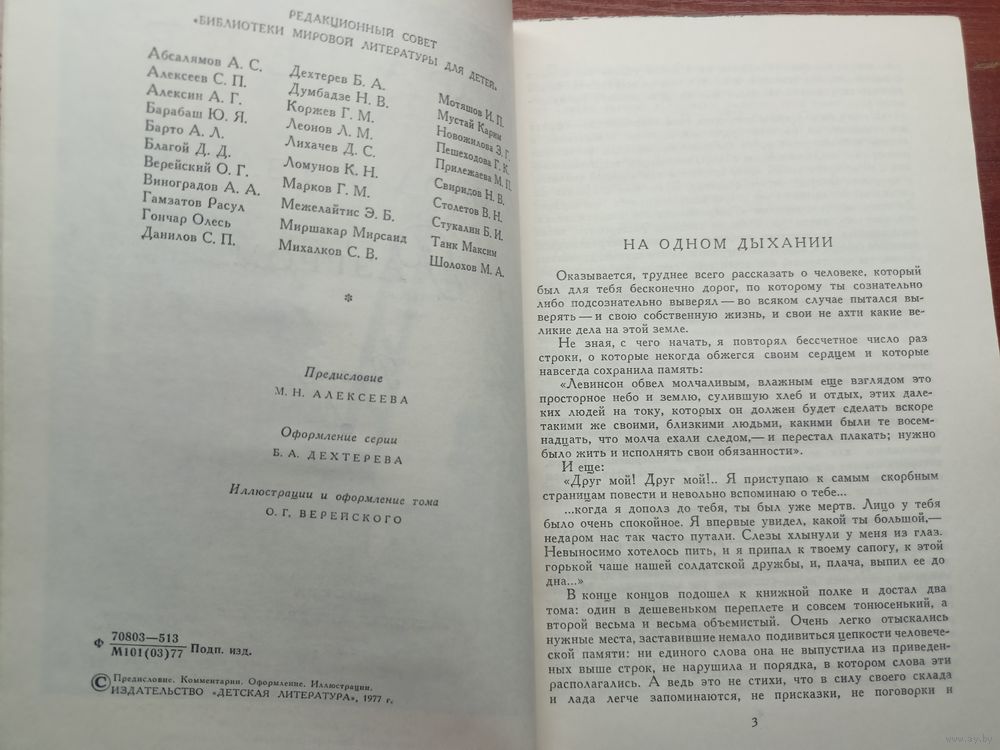 РЕДАКЦИОННЫЙ СОВЕТ
«БИБЛИОТЕКИ МИРОВОЙ ЛИТЕРАТУРЫ ДЛЯ ДЕТЕЙ»
Абсалямов А. С.
Алексеев С. П.
Алексин А. Г.
Барабаш Ю. Я.
Барто А. Л.
Благой Д. Д.
Верейский О. Г.
Виноградов А. А.
Гамзатов Расул
Гончар Олесь
Данилов С. П.
Дехтерев Б. А.
Думбадзе Н. В.
Коржев Г. М.
Леонов Л. М.
Лихачев Д. С.
Ломунов К. Н.
Марков Г. М.
Межелайтис Э. Б.
Миршакар Мирсаид
Михалков С. В.
Мотяшов И. П.
Мустай Карим
Новожилова З. Г.
Пешеходова Г. К.
Прилежаева М. П.
Свиридов Н. В.
Столетов В. Н.
Стукалин Б. И.
Танк Максим
Шолохов М. А.
*
Предисловие
М. Н. АЛЕКСЕЕВА
Оформление серии
Б. А. ДЕХТЕРЕВА
Иллюстрации и оформление тома
О. Г. ВЕРЕЙСКОГО
Ф 70803—513
М101(03)77 Подп. изд.
© Предисловие. Комментарии. Оформление. Иллюстрации.
ИЗДАТЕЛЬСТВО «ДЕТСКАЯ ЛИТЕРАТУРА», 1977 г.
НА ОДНОМ ДЫХАНИИ
Оказывается, труднее всего рассказать о человеке, который
был для тебя бесконечно дорог, по которому ты сознательно
либо подсознательно выверял — во всяком случае пытался вы-
верять — и свою собственную жизнь, и свои не ахти какие ве-
ликие дела на этой земле.
Не зная, с чего начать, я повторял бессчетное число раз
строки, о которые некогда обжегся своим сердцем и которые
навсегда сохранила память:
«Левинсон обвел молчаливым, влажным еще взглядом это
просторное небо и землю, сулившую хлеб и отдых, этих дале-
ких людей на току, которых он должен будет сделать вскоре
такими же своими, близкими людьми, какими были те восем-
надцать, что молча ехали следом,— и перестал плакать; нужно
было жить и исполнять свои обязанности».
И еще:
«Друг мой! Друг мой!.. Я приступаю к самым скорбным
страницам повести и невольно вспоминаю о тебе...
...когда я дополз до тебя, ты был уже мертв. Лицо у тебя
было очень спокойное. Я впервые увидел, какой ты большой,—
недаром нас так часто путали. Слезы хлынули у меня из глаз.
Невыносимо хотелось пить, и я припал к твоему сапогу, к этой
горькой чаше нашей солдатской дружбы, и, плача, выпил ее до
дна...»
В конце концов подошел к книжной полке и достал два
тома: один в дешевеньком переплете и совсем тонюсенький, а
второй весьма и весьма объемистый. Очень легко отыскались
нужные места, заставившие немало подивиться цепкости человече-
ской памяти: ни единого слова она не выпустила из приведен-
ных выше строк, не нарушила и порядка, в котором слова эти
располагались. А ведь это не стихи, что в силу своего склада
и лада легче запоминаются, не присказки, не поговорки и
3
www.ay.by